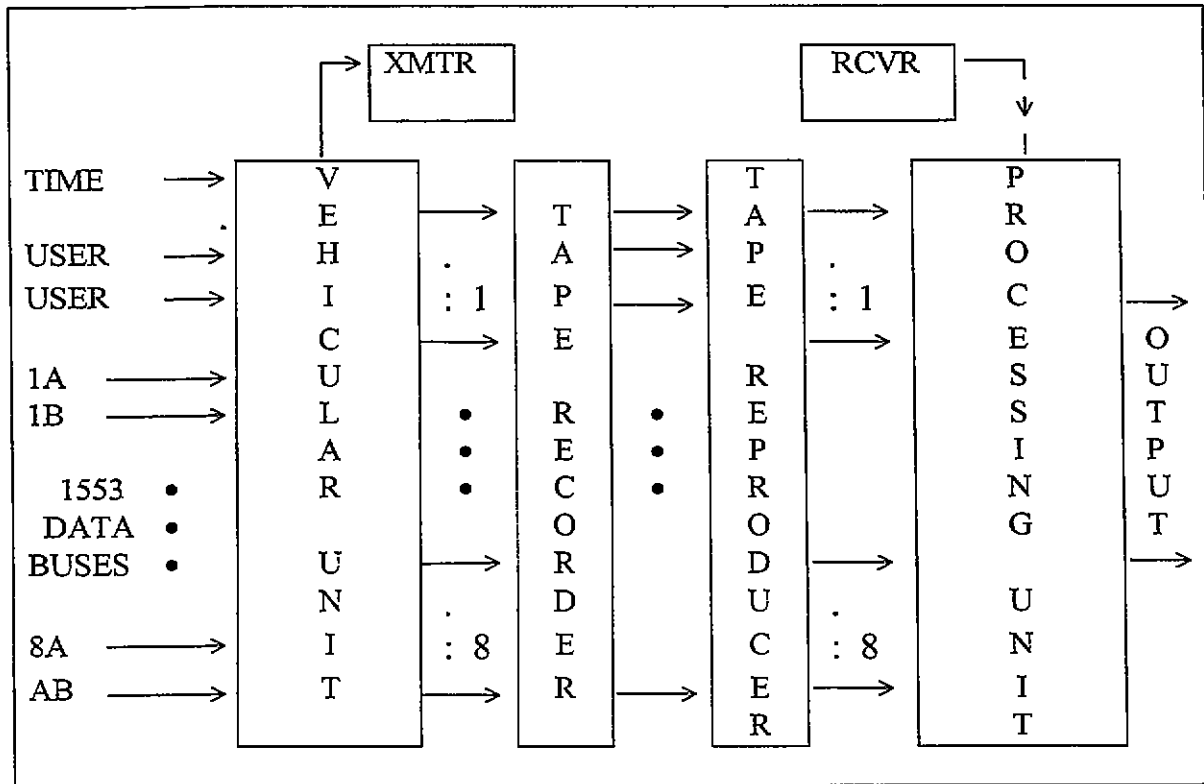 XMTR
RCVR
TIME
USER
USER
1A
1B
1553
DATA
BUSES
8A
AB
VEHICULAR UNIT
: 1
: 8
TAPE RECORDER
TAPE REPRODUCER
: 1
: 8
PROCESSING UNIT
OUTPUT